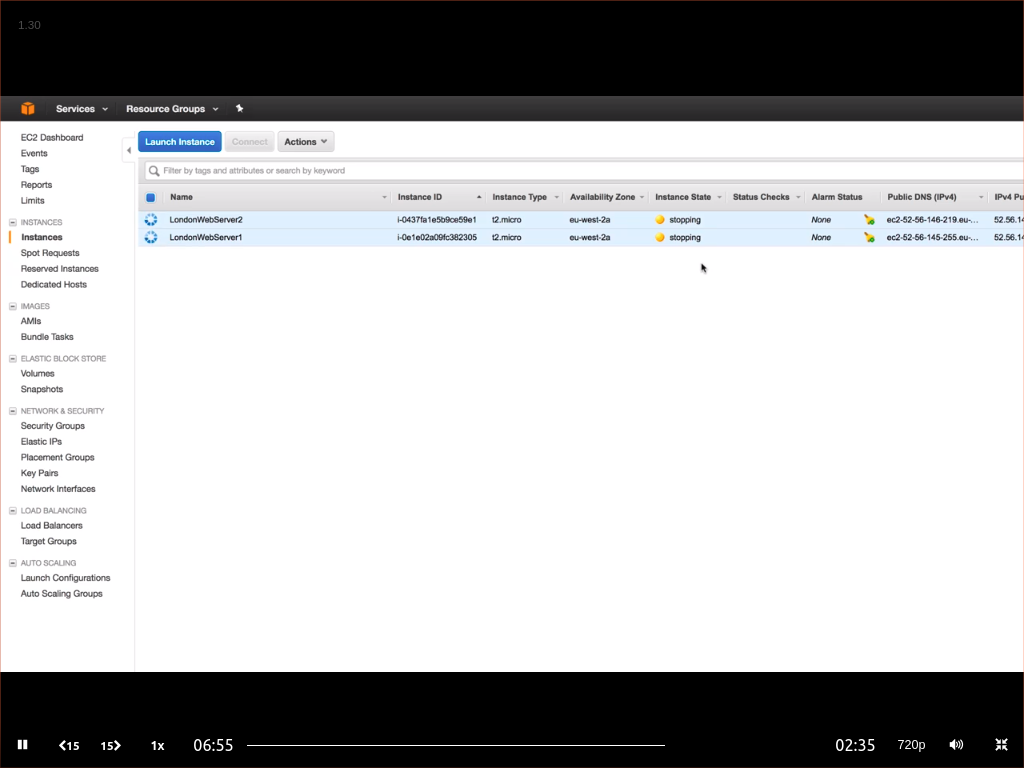 1.30
Services Resource Groups
EC2 Dashboard
Events
Tags
Reports
Limits
INSTANCES
Instances
Spot Requests
Reserved Instances
Dedicated Hosts
IMAGES
AMIs
Bundle Tasks
ELASTIC BLOCK STORE
Volumes
Snapshots
NETWORK & SECURITY
Security Groups
Elastic IPs
Placement Groups
Key Pairs
Network Interfaces
LOAD BALANCING
Load Balancers
Target Groups
AUTO SCALING
Launch Configurations
Auto Scaling Groups
Launch Instance Connect Actions
Filter by tags and attributes or search by keyword
Name Instance ID Instance Type Availability Zone Instance State Status Checks Alarm Status Public DNS (IPv4) IPv4 Pu
LondonWebServer2 i-0437fa1e5b9ce59e1 t2.micro eu-west-2a stopping None ec2-52-56-146-219.eu-... 52.56.14
LondonWebServer1 i-0e1e02a09fc382305 t2.micro eu-west-2a stopping None ec2-52-56-145-255.eu-... 52.56.14
15 15 1x 06:55 02:35 720p